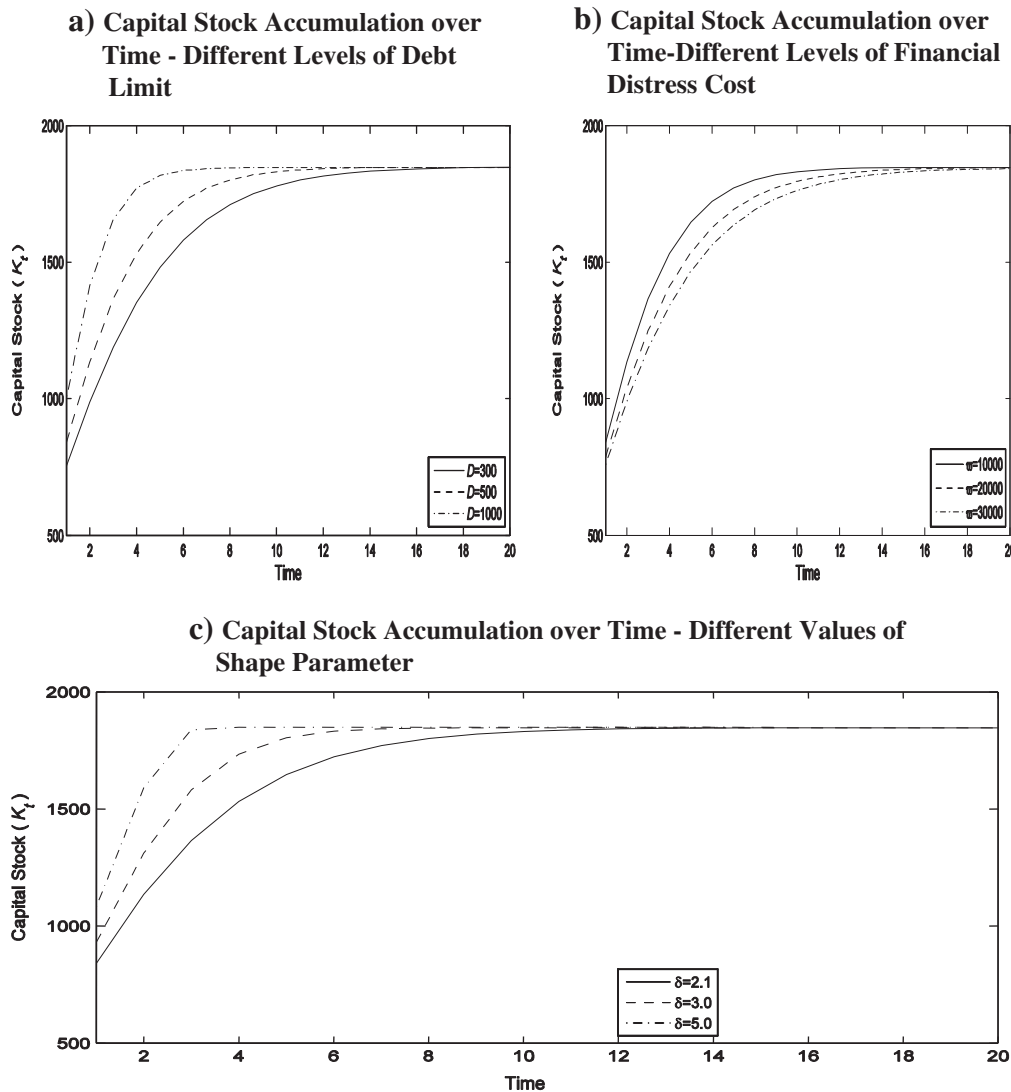 a) Capital Stock Accumulation over
Time - Different Levels of Debt
Limit
2000
1500
1000
500
Capital Stock ( Kt)
2 4 6 8 10 12 14 16 18 20
Time
D=300
D=500
D=1000
b) Capital Stock Accumulation over
Time-Different Levels of Financial
Distress Cost
2000
1500
1000
500
Capital Stock ( Kt)
2 4 6 8 10 12 14 16 18 20
Time
ϖ=10000
ϖ=20000
ϖ=30000
c) Capital Stock Accumulation over Time - Different Values of
Shape Parameter
2000
1500
1000
500
Capital Stock ( Kt)
2 4 6 8 10 12 14 16 18 20
Time
δ=2.1
δ=3.0
δ=5.0